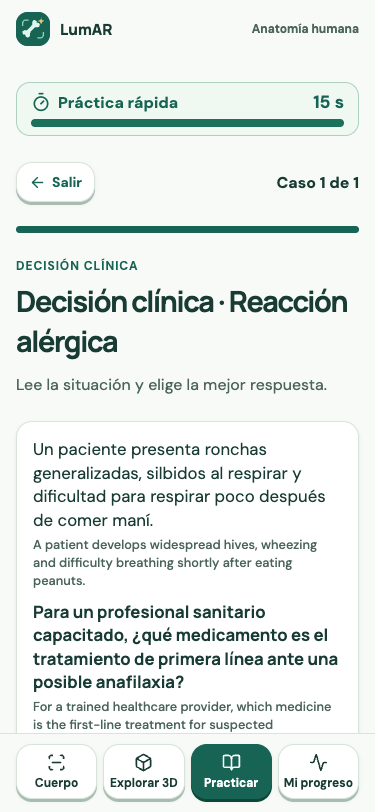 LumAR
Anatomía humana
Práctica rápida
15 s
Salir
Caso 1 de 1
DECISIÓN CLÍNICA
Decisión clínica · Reacción
alérgica
Lee la situación y elige la mejor respuesta.
Un paciente presenta ronchas
generalizadas, silbidos al respirar y
dificultad para respirar poco después
de comer maní.
A patient develops widespread hives, wheezing
and difficulty breathing shortly after eating
peanuts.
Para un profesional sanitario
capacitado, ¿qué medicamento es el
tratamiento de primera línea ante una
posible anafilaxia?
For a trained healthcare provider, which medicine
is the first-line treatment for suspected
Cuerpo
Explorar 3D
Practicar
Mi progreso